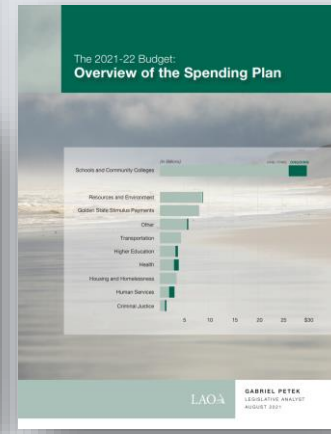 The 2021-22 Budget:
Overview of the Spending Plan
(In Billions)
ONGOING
Schools and Community Colleges
Resources and Environment
Golden State Stimulus Payments
Other
Transportation
Higher Education
Health
Housing and Homelessness
Human Services
Criminal Justice
5 10 15 20 25 $30
LAO
GABRIEL PETEK
LEGISLATIVE ANALYST
AUGUST 2021